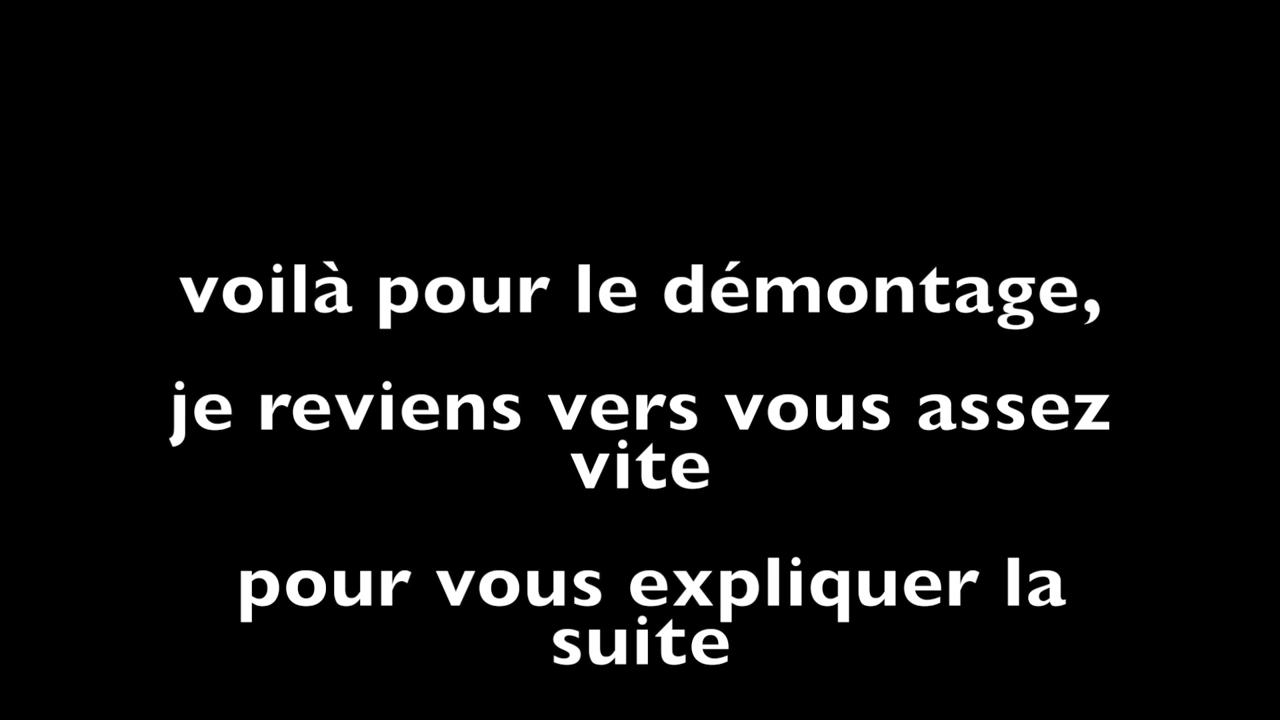 voilà pour le démontage,
je reviens vers vous assez
vite
pour vous expliquer la
suite